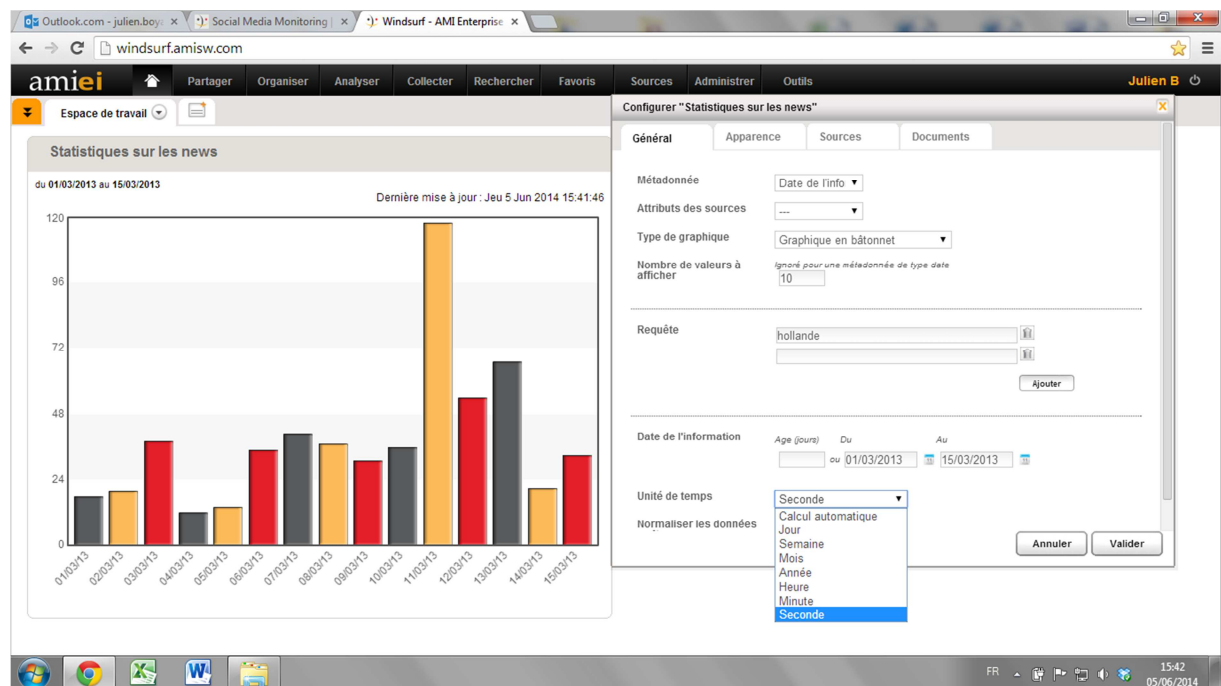 Outlook.com - julien.boy
Social Media Monitoring |
Windsurf - AMI Enterprise
windsurf.amisw.com
amiei
Partager Organiser Analyser Collecter Rechercher Favoris Sources Administrer Outils Julien B
Espace de travail
Statistiques sur les news
du 01/03/2013 au 15/03/2013
Dernière mise à jour : Jeu 5 Jun 2014 15:41:46
120
96
72
48
24
0
01/03/13 02/03/13 03/03/13 04/03/13 05/03/13 06/03/13 07/03/13 08/03/13 09/03/13 10/03/13 11/03/13 12/03/13 13/03/13 14/03/13 15/03/13
Configurer "Statistiques sur les news"
Général Apparence Sources Documents
Métadonnée Date de l'info
Attributs des sources ---
Type de graphique Graphique en bâtonnet
Nombre de valeurs à afficher
Ignoré pour une métadonnée de type date
10
Requête hollande
Ajouter
Date de l'information Age (jours) Du Au
ou 01/03/2013 15/03/2013
Unité de temps Seconde
Normaliser les données
Calcul automatique
Jour
Semaine
Mois
Année
Heure
Minute
Seconde
Annuler Valider
FR 15:42
05/06/2014